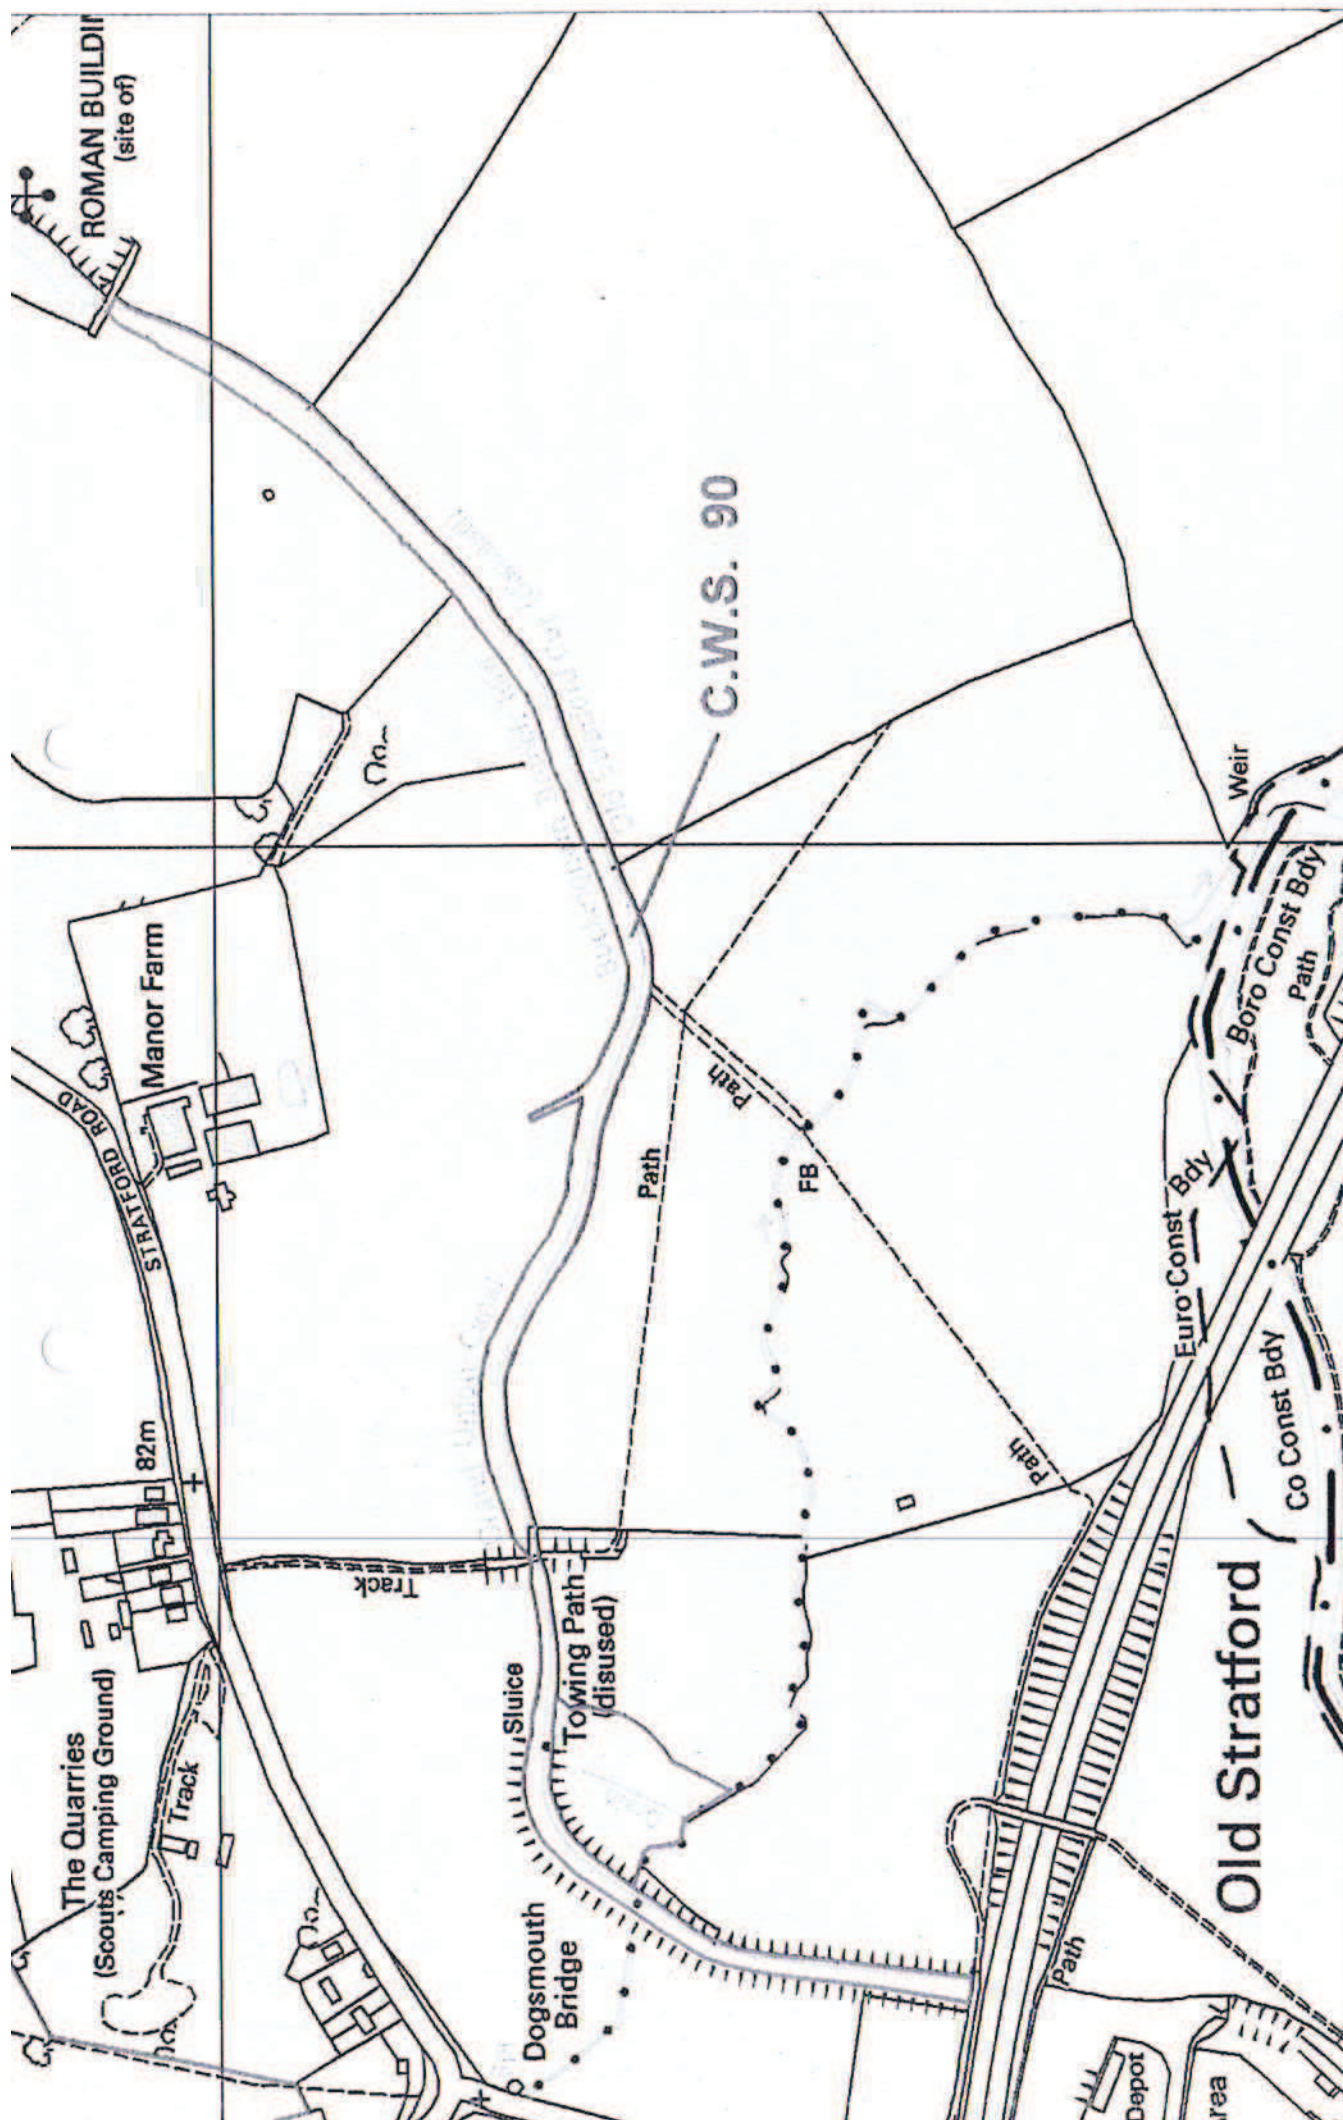 ROMAN BUILDIN
(site of)
C.W.S. 90
Manor Farm
STRATFORD ROAD
82m
The Quarries
(Scouts Camping Ground)
Track
Track
Path
Path
FB
Path
Weir
Boro Const Bdy
Path
Euro Const Bdy
Co Const Bdy
Old Stratford
Sluice
Towing Path
(disused)
Dogsmouth
Bridge
Path
Depot
rea